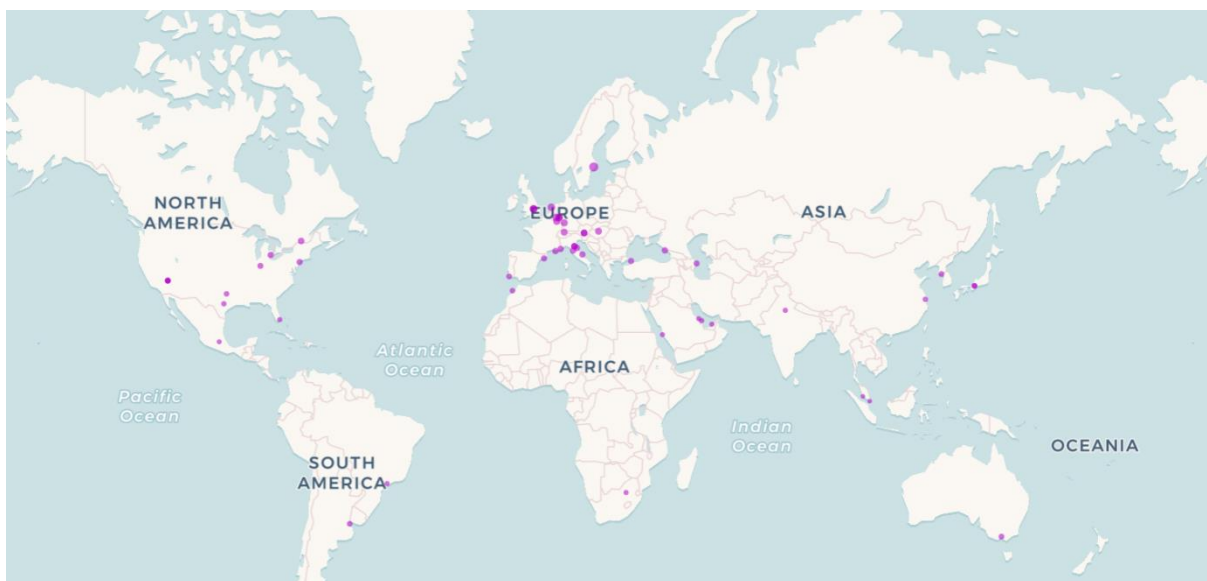 NORTH
AMERICA
EUROPE
ASIA
Atlantic
Ocean
AFRICA
Pacific
Ocean
Indian
Ocean
OCEANIA
SOUTH
AMERICA